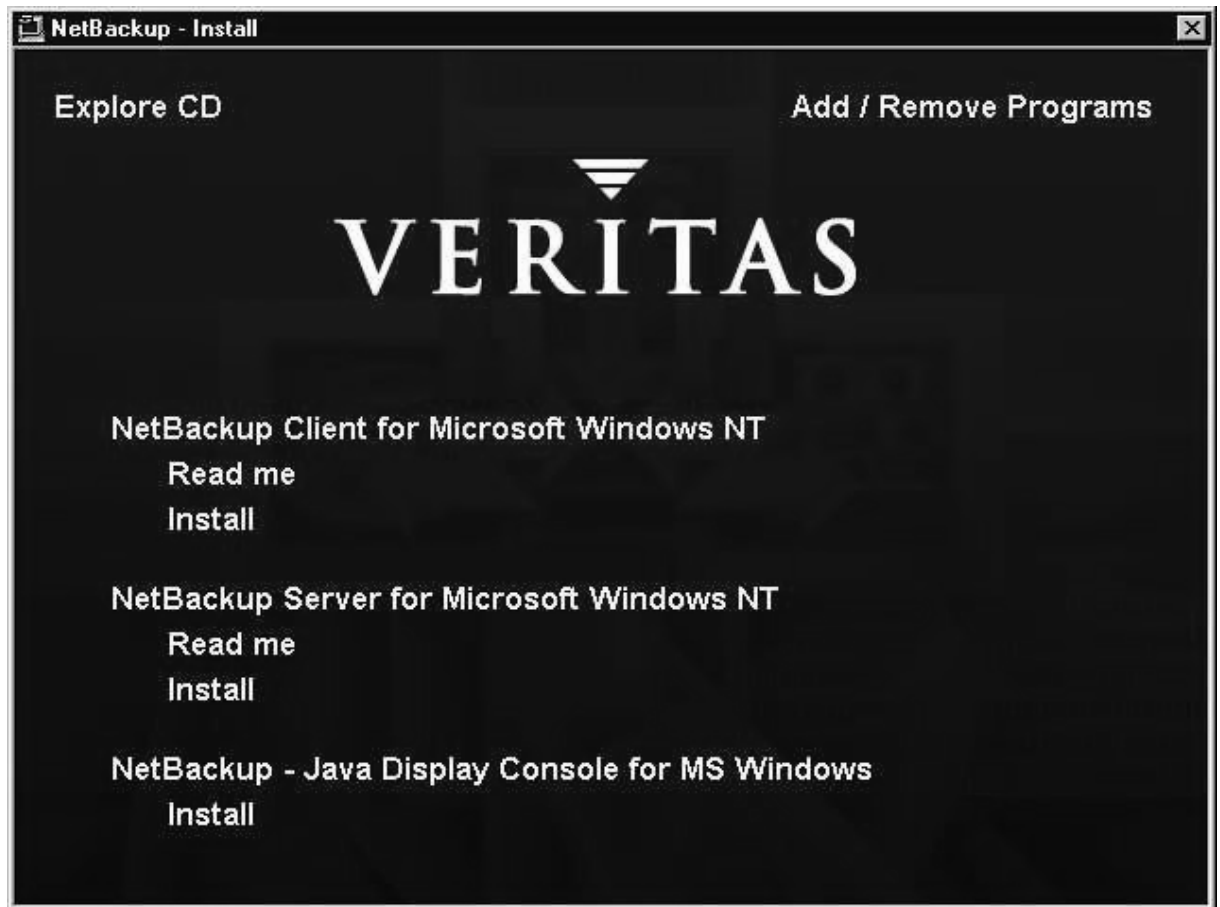 NetBackup - Install
Explore CD
Add / Remove Programs
VERITAS
NetBackup Client for Microsoft Windows NT
Read me
Install
NetBackup Server for Microsoft Windows NT
Read me
Install
NetBackup - Java Display Console for MS Windows
Install